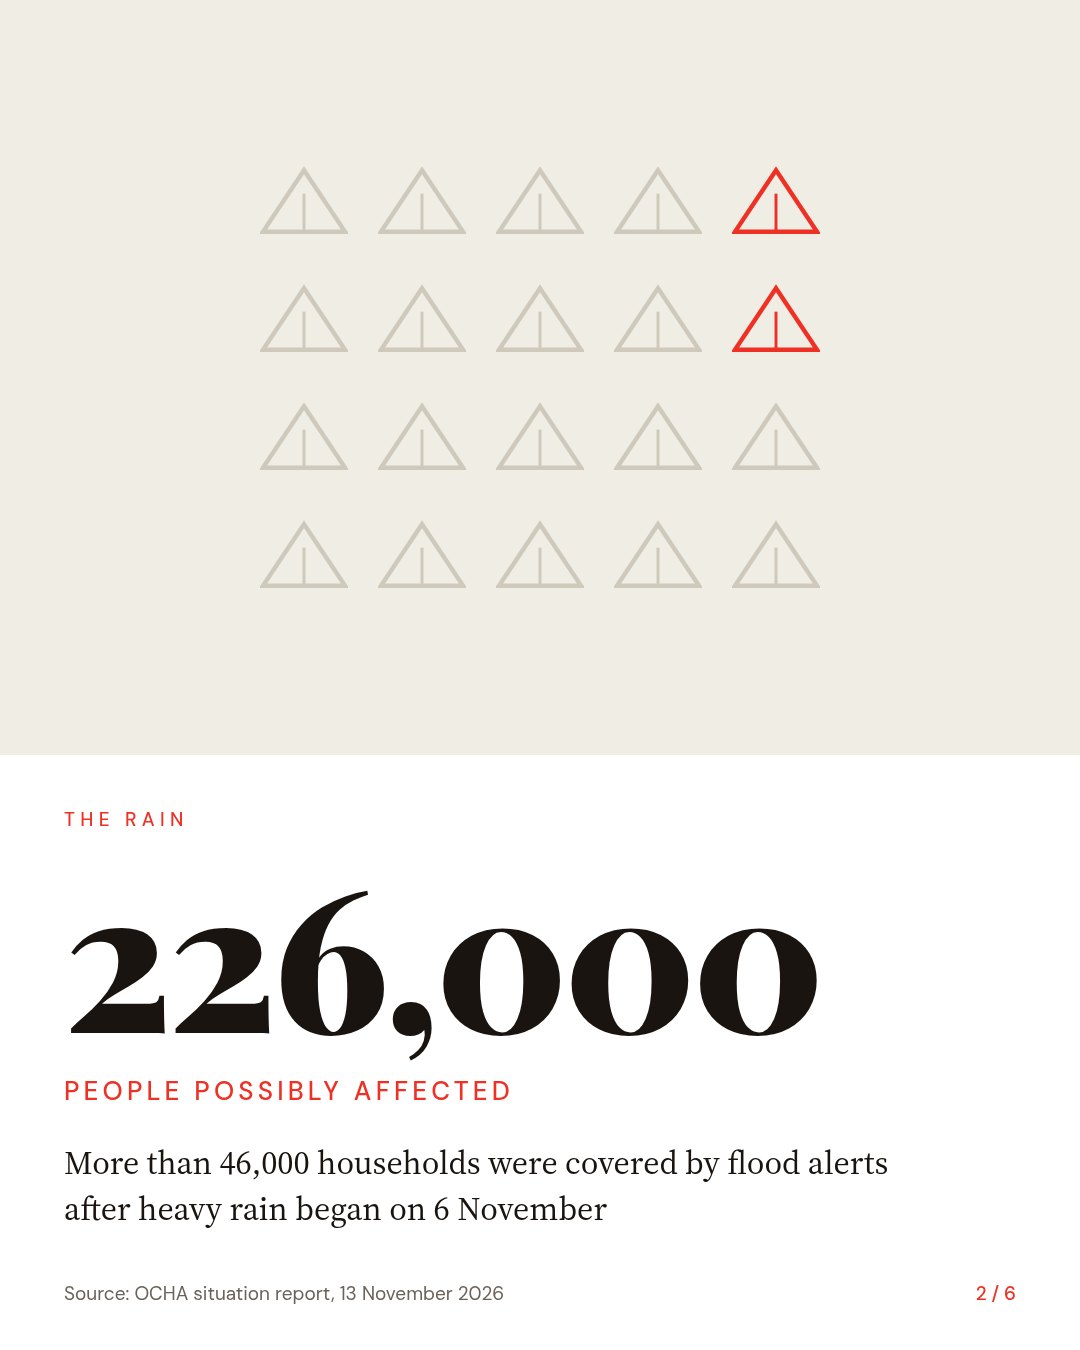 THE RAIN
226,000
PEOPLE POSSIBLY AFFECTED
More than 46,000 households were covered by flood alerts
after heavy rain began on 6 November
Source: OCHA situation report, 13 November 2026
2 / 6